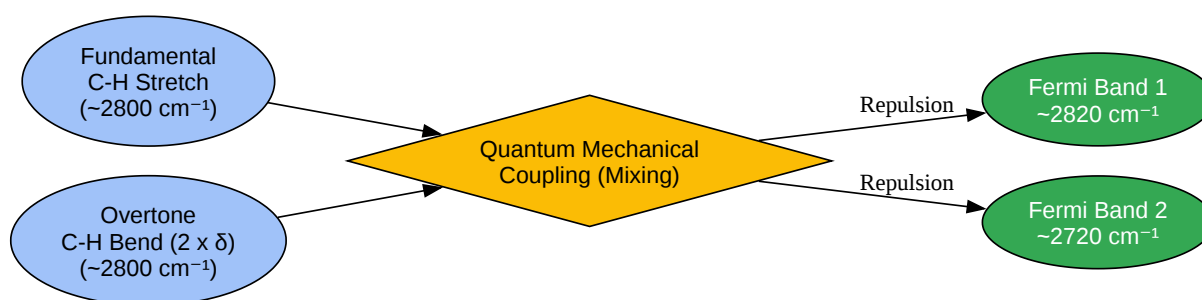 Fundamental
C-H Stretch
(~2800 cm⁻¹)
Overtone
C-H Bend (2 x δ)
(~2800 cm⁻¹)
Quantum Mechanical
Coupling (Mixing)
Repulsion
Repulsion
Fermi Band 1
~2820 cm⁻¹
Fermi Band 2
~2720 cm⁻¹